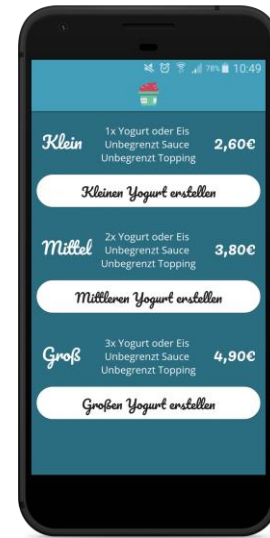 78% 10:49
Klein
1x Yogurt oder Eis
Unbegrenzt Sauce
Unbegrenzt Topping
2,60€
Kleinen Yogurt erstellen
Mittel
2x Yogurt oder Eis
Unbegrenzt Sauce
Unbegrenzt Topping
3,80€
Mittleren Yogurt erstellen
Groß
3x Yogurt oder Eis
Unbegrenzt Sauce
Unbegrenzt Topping
4,90€
Großen Yogurt erstellen